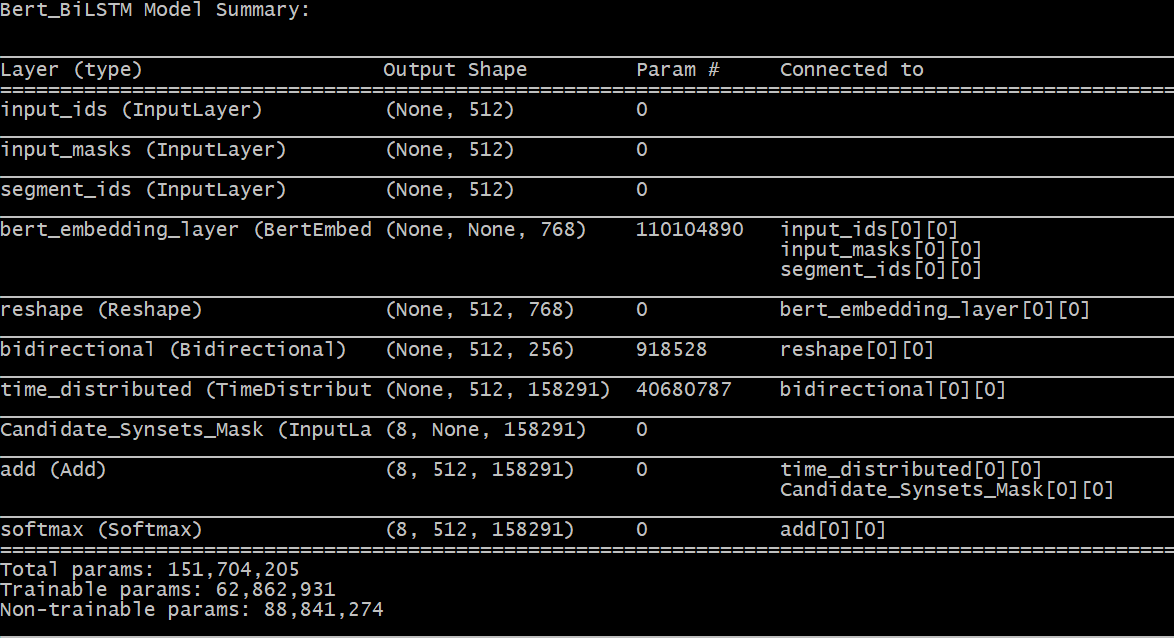 Bert_BiLSTM Model Summary:
Layer (type) Output Shape Param # Connected to
input_ids (InputLayer) (None, 512) 0
input_masks (InputLayer) (None, 512) 0
segment_ids (InputLayer) (None, 512) 0
bert_embedding_layer (BertEmbed (None, None, 768) 110104890 input_ids[0][0]
input_masks[0][0]
segment_ids[0][0]
reshape (Reshape) (None, 512, 768) 0 bert_embedding_layer[0][0]
bidirectional (Bidirectional) (None, 512, 256) 918528 reshape[0][0]
time_distributed (TimeDistribut (None, 512, 158291) 40680787 bidirectional[0][0]
Candidate_Synsets_Mask (InputLa (8, None, 158291) 0
add (Add) (8, 512, 158291) 0 time_distributed[0][0]
Candidate_Synsets_Mask[0][0]
softmax (Softmax) (8, 512, 158291) 0 add[0][0]
Total params: 151,704,205
Trainable params: 62,862,931
Non-trainable params: 88,841,274